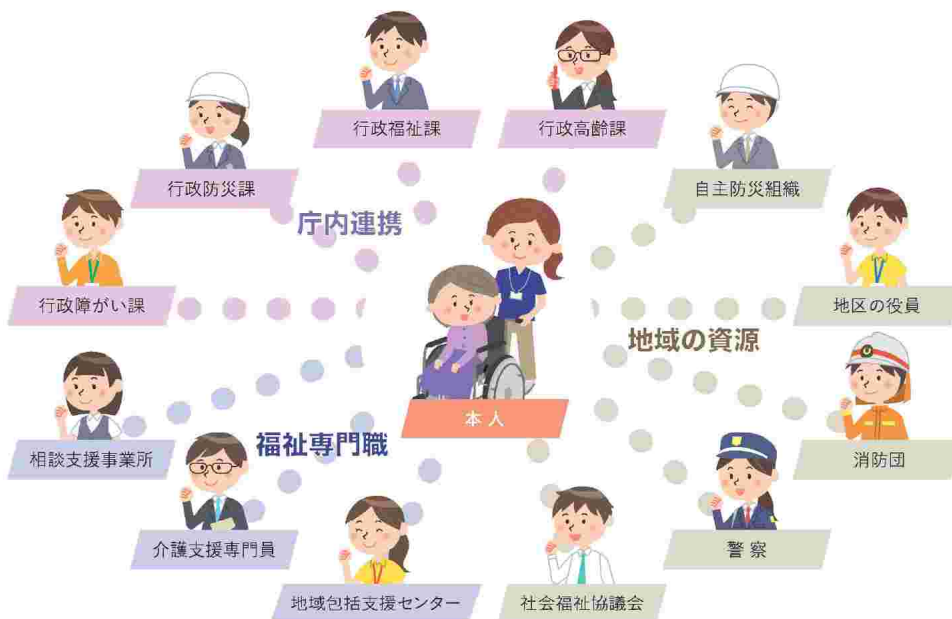 行政福祉課
行政高齢課
行政防災課
自主防災組織
庁内連携
行政障がい課
地区の役員
地域の資源
本人
相談支援事業所
福祉専門職
消防団
介護支援専門員
警察
地域包括支援センター
社会福祉協議会